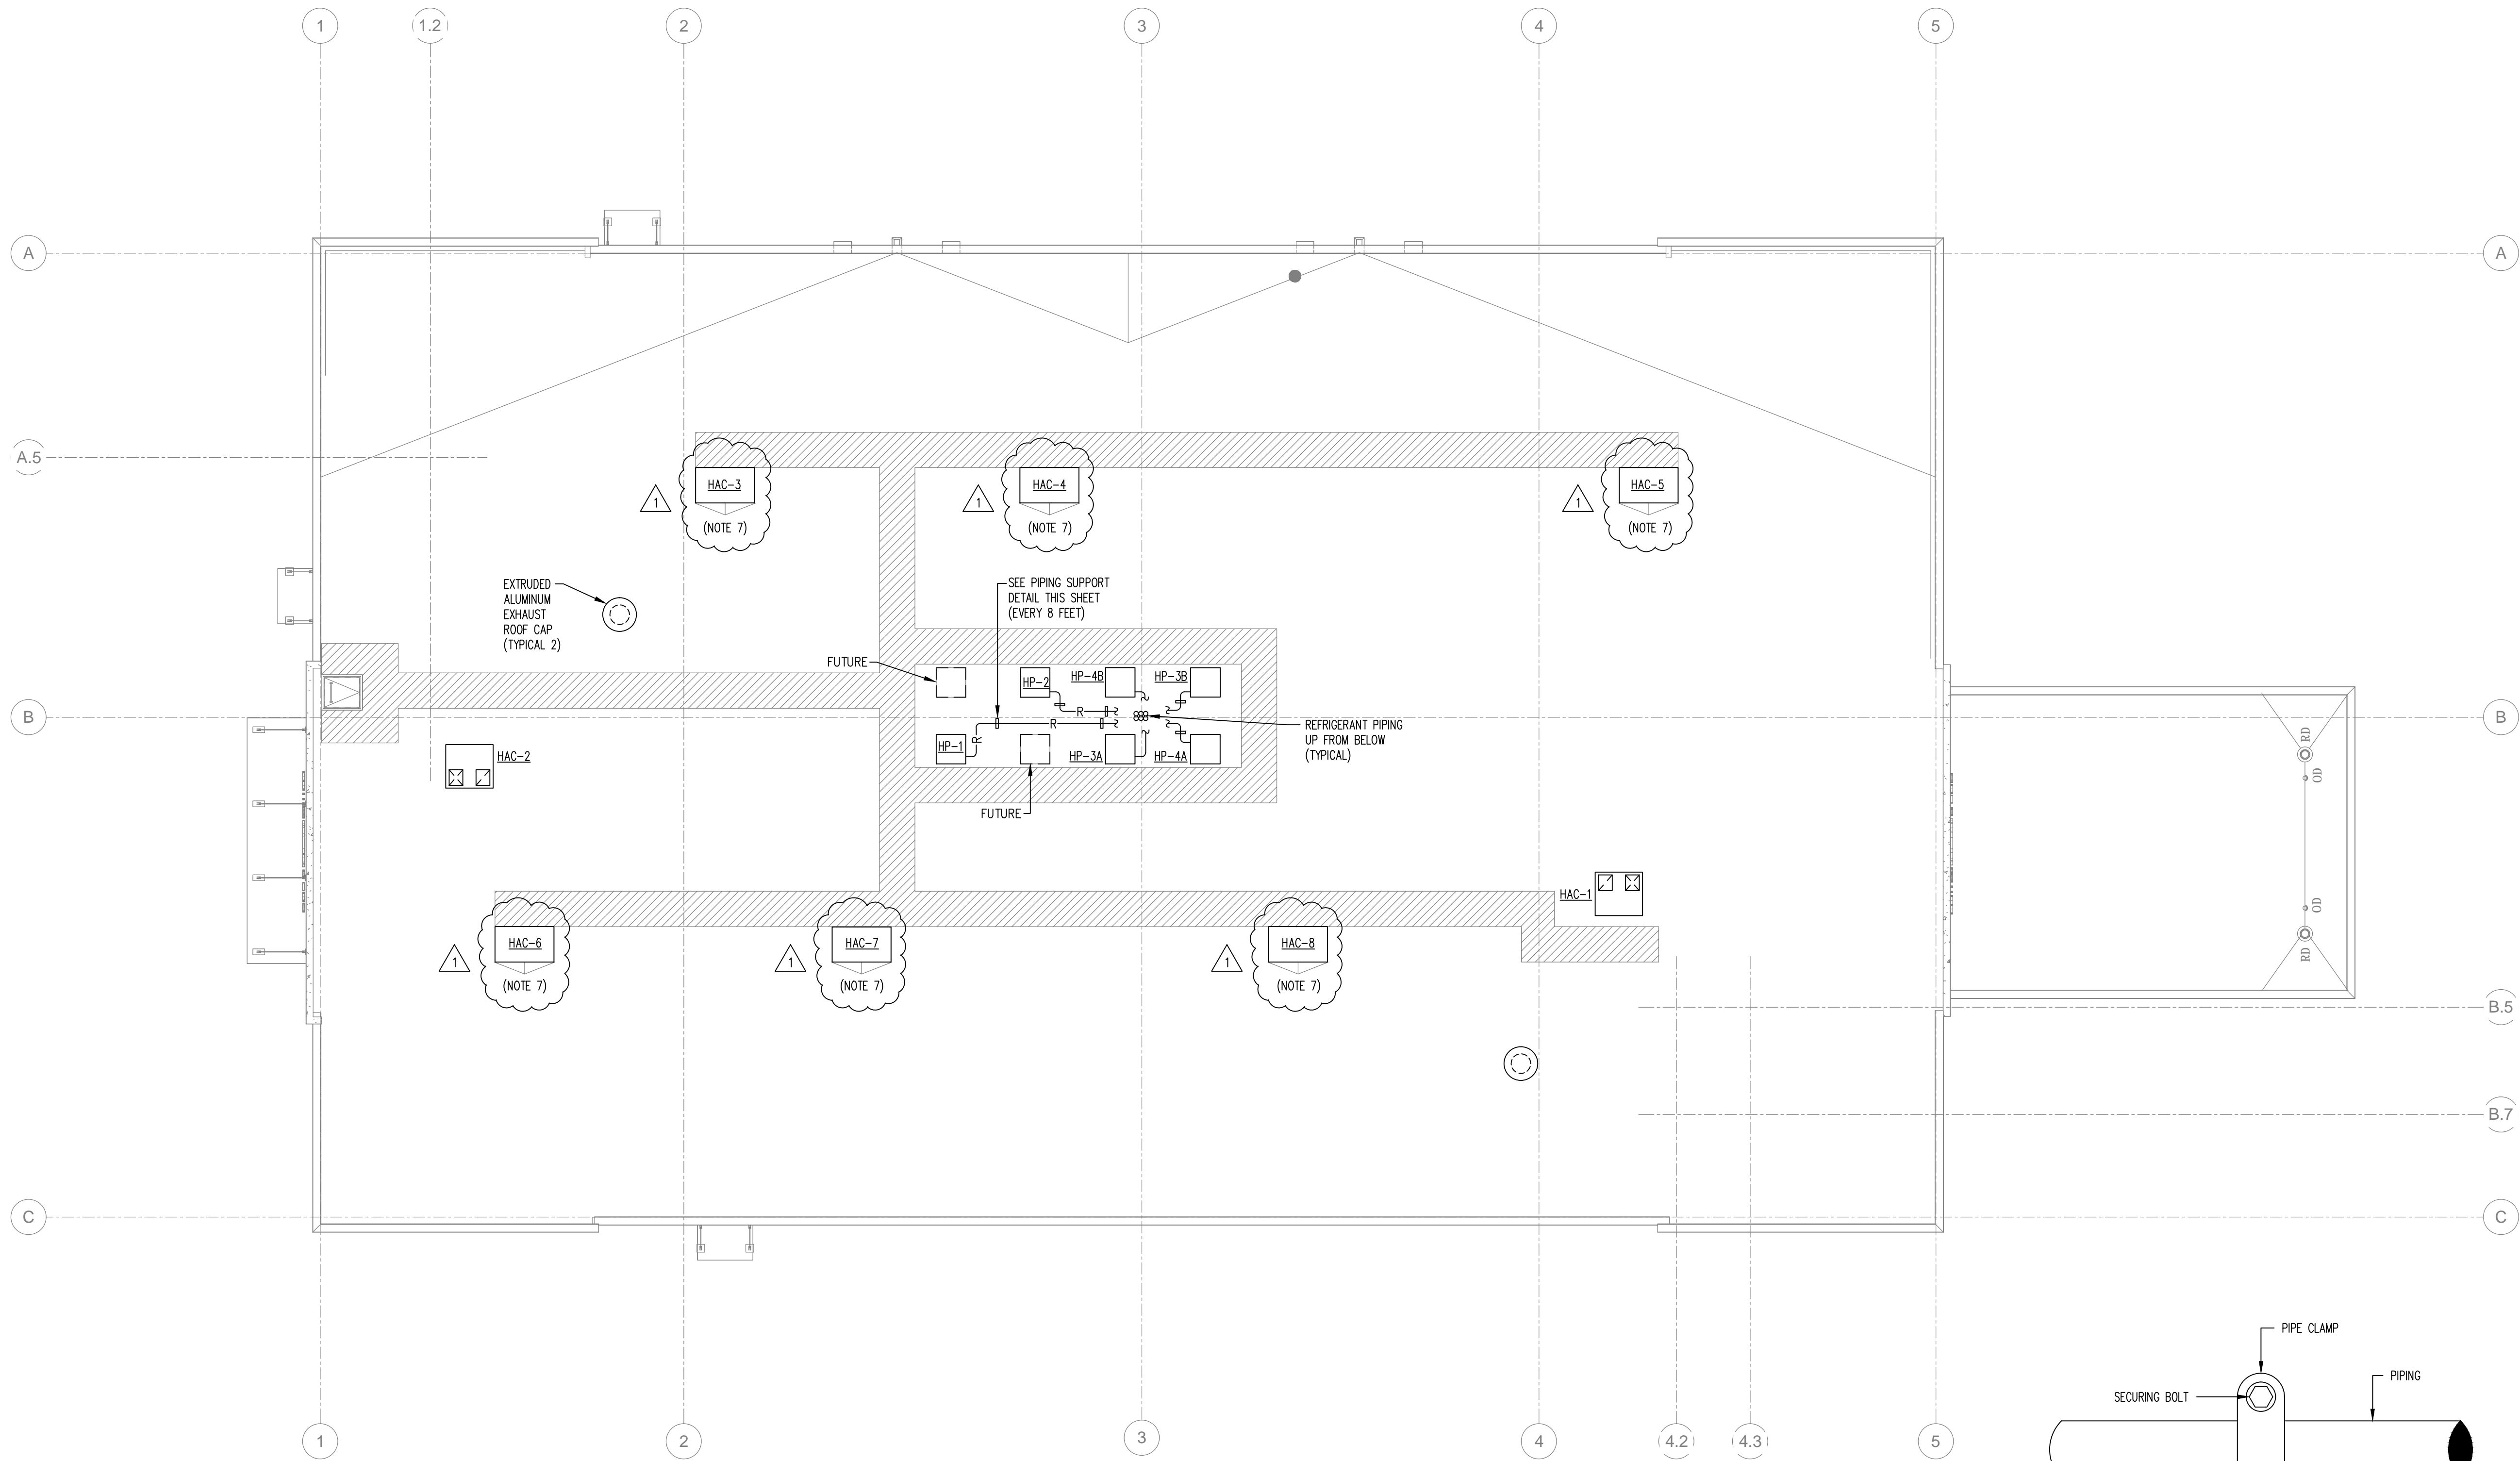 1
1.2
2
3
4
5
A
A
A.5
HAC-3
HAC-4
HAC-5
1
1
1
(NOTE 7)
(NOTE 7)
(NOTE 7)
EXTRUDED
ALUMINUM
EXHAUST
ROOF CAP
(TYPICAL 2)
SEE PIPING SUPPORT
DETAIL THIS SHEET
(EVERY 8 FEET)
FUTURE
HP-2
HP-4B
HP-3B
R
R
R
B
B
REFRIGERANT PIPING
UP FROM BELOW
(TYPICAL)
HP-1
HP-3A
HP-4A
FUTURE
HAC-2
RD
OD
OD
RD
HAC-1
HAC-6
HAC-7
HAC-8
1
1
1
(NOTE 7)
(NOTE 7)
(NOTE 7)
B.5
B.7
C
C
PIPE CLAMP
PIPING
SECURING BOLT
1
2
3
4
4.2
4.3
5